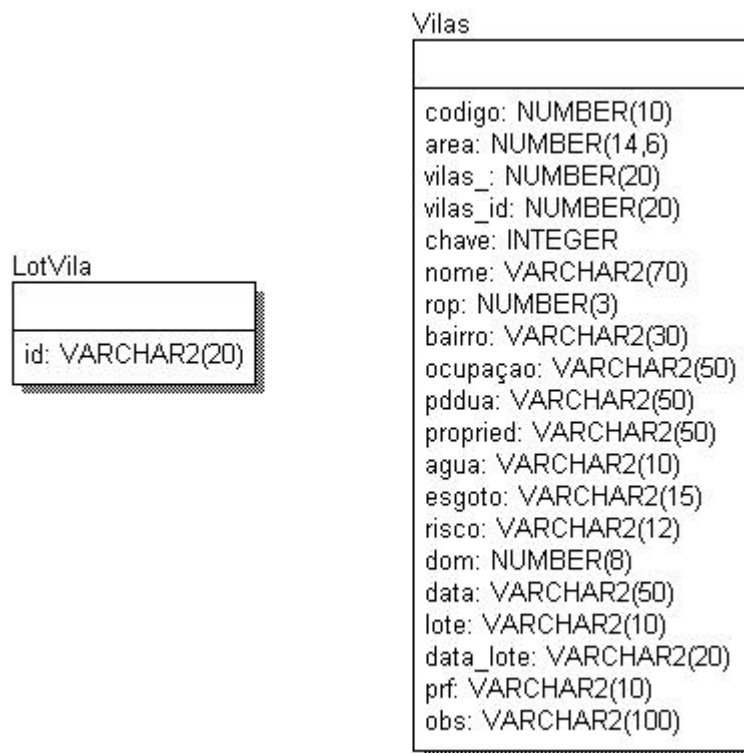 LotVila
id: VARCHAR2(20)
Vilas
codigo: NUMBER(10)
area: NUMBER(14,6)
vilas_: NUMBER(20)
vilas_id: NUMBER(20)
chave: INTEGER
nome: VARCHAR2(70)
rop: NUMBER(3)
bairro: VARCHAR2(30)
ocupaçao: VARCHAR2(50)
pddua: VARCHAR2(50)
propried: VARCHAR2(50)
agua: VARCHAR2(10)
esgoto: VARCHAR2(15)
risco: VARCHAR2(12)
dom: NUMBER(8)
data: VARCHAR2(50)
lote: VARCHAR2(10)
data_lote: VARCHAR2(20)
prf: VARCHAR2(10)
obs: VARCHAR2(100)